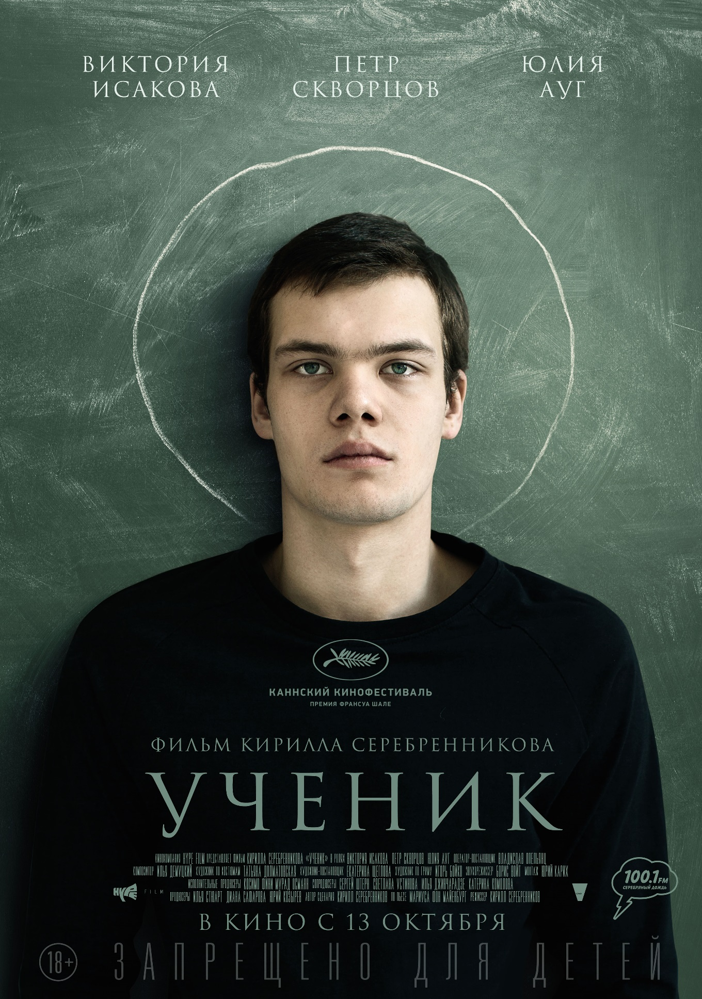 ВИКТОРИЯ
ИСАКОВА
ПЕТР
СКВОРЦОВ
ЮЛИЯ
АУГ
КАННСКИЙ КИНОФЕСТИВАЛЬ
ПРЕМИЯ ФРАНСУА ШАЛЕ
ФИЛЬМ КИРИЛЛА СЕРЕБРЕННИКОВА
УЧЕНИК
КИНОКОМПАНИЯ HYPE FILM ПРЕДСТАВЛЯЕТ ФИЛЬМ КИРИЛЛА СЕРЕБРЕННИКОВА «УЧЕНИК» В РОЛЯХ ВИКТОРИЯ ИСАКОВА ПЕТР СКВОРЦОВ ЮЛИЯ АУГ ОПЕРАТОР-ПОСТАНОВЩИК ВЛАДИСЛАВ ОПЕЛЬЯНЦ
КОМПОЗИТОР ИЛЬЯ ДЕМУЦКИЙ ХУДОЖНИК ПО КОСТЮМАМ ТАТЬЯНА ДОЛМАТОВСКАЯ ХУДОЖНИК-ПОСТАНОВЩИК ЕКАТЕРИНА ЩЕГЛОВА ХУДОЖНИК ПО ГРИМУ ИГОРЬ БОЙКО ЗВУКОРЕЖИССЕР БОРИС ВОЙТ МОНТАЖ ЮРИЙ КАРИХ
ИСПОЛНИТЕЛЬНЫЕ ПРОДЮСЕРЫ КОСИМО ФИНИ МУРАД ОСМАНН СОПРОДЮСЕРЫ СЕРГЕЙ ШТЕРН СВЕТЛАНА УСТИНОВА ИЛЬЯ ДЖИНЧАРАДЗЕ КАТЕРИНА КОМОЛОВА
ПРОДЮСЕРЫ ИЛЬЯ СТЮАРТ ДИАНА САФАРОВА ЮРИЙ КОЗЫРЕВ АВТОР СЦЕНАРИЯ КИРИЛЛ СЕРЕБРЕННИКОВ ПО ПЬЕСЕ МАРИУСА ФОН МАЙЕНБУРГ РЕЖИССЕР КИРИЛЛ СЕРЕБРЕННИКОВ
HYPE FILM
100.1 FM
СЕРЕБРЯНЫЙ ДОЖДЬ
В КИНО С 13 ОКТЯБРЯ
18+ ЗАПРЕЩЕНО ДЛЯ ДЕТЕЙ